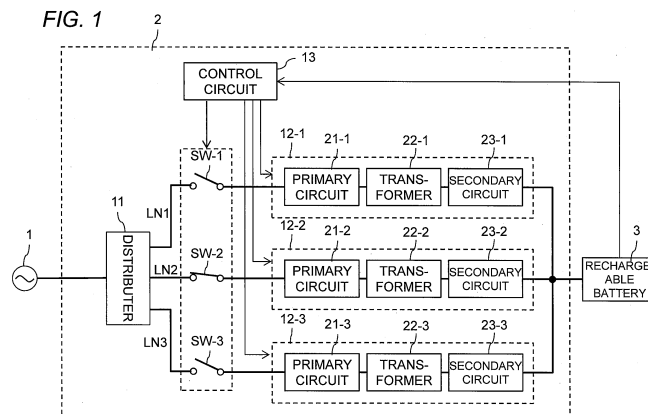 FIG. 1
2
13
CONTROL
CIRCUIT
SW-1
12-1
21-1
22-1
23-1
PRIMARY
CIRCUIT
TRANS-
FORMER
SECONDARY
CIRCUIT
11
LN1
DISTRIBUTER
1
LN2
SW-2
12-2
21-2
22-2
23-2
PRIMARY
CIRCUIT
TRANS-
FORMER
SECONDARY
CIRCUIT
3
RECHARGE
ABLE
BATTERY
LN3
SW-3
12-3
21-3
22-3
23-3
PRIMARY
CIRCUIT
TRANS-
FORMER
SECONDARY
CIRCUIT